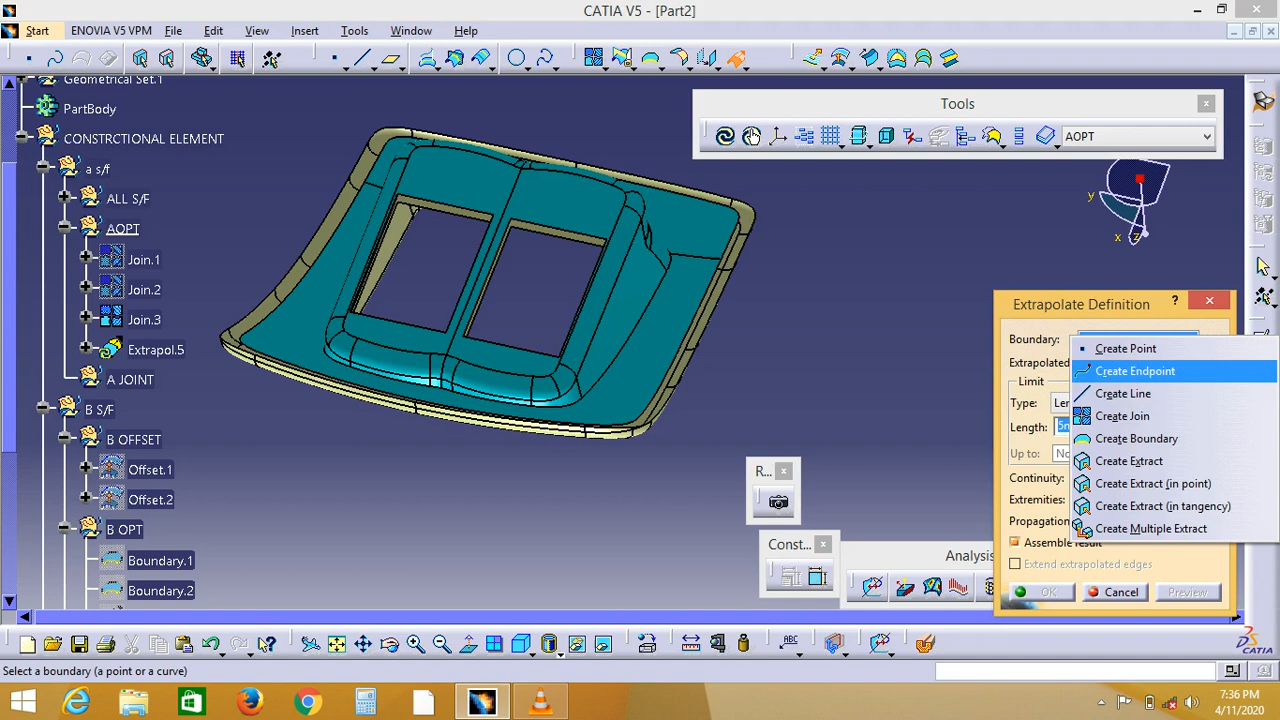 CATIA V5 - [Part2]
Start ENOVIA V5 VPM File Edit View Insert Tools Window Help
Geometrical Set.1
PartBody
CONSTRCTIONAL ELEMENT
a s/f
ALL S/F
AOPT
Join.1
Join.2
Join.3
Extrapol.5
A JOINT
B S/F
B OFFSET
Offset.1
Offset.2
B OPT
Boundary.1
Boundary.2
Tools
AOPT
y
x
z
Extrapolate Definition
Boundary:
Extrapolated
Limit
Type: Len
Length: 5m
Up to: No
Continuity:
Extremities:
Propagation
Assemble result
Extend extrapolated edges
OK Cancel Preview
Create Point
Create Endpoint
Create Line
Create Join
Create Boundary
Create Extract
Create Extract (in point)
Create Extract (in tangency)
Create Multiple Extract
R...
Const...
Analysis
ABC
CATIA
Select a boundary (a point or a curve)
7:36 PM
4/11/2020